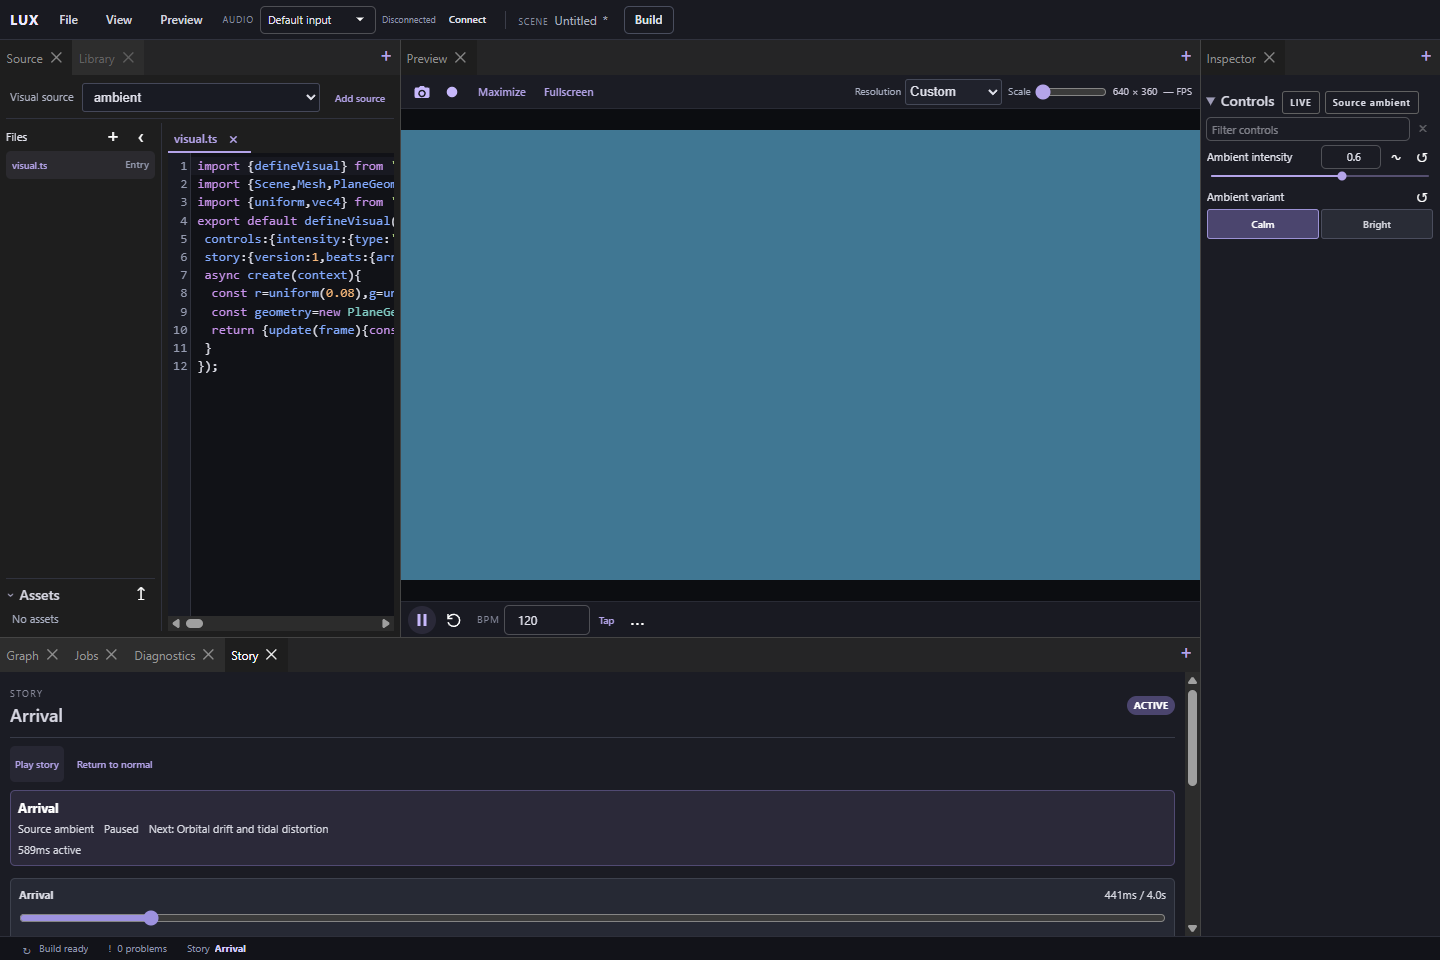 LUX File View Preview AUDIO Default input Disconnected Connect SCENE Untitled * Build
Source Library +
Visual source ambient Add source
Files + ‹
visual.ts Entry
visual.ts ×
1 import {defineVisual} from '
2 import {Scene,Mesh,PlaneGeom
3 import {uniform,vec4} from '
4 export default defineVisual(
5 controls:{intensity:{type:'
6 story:{version:1,beats:{arr
7 async create(context){
8 const r=uniform(0.08),g=un
9 const geometry=new PlaneGe
10 return {update(frame){cons
11 }
12 });
Assets
No assets
Preview +
Maximize Fullscreen Resolution Custom Scale 640 × 360 — FPS
BPM 120 Tap ...
Inspector +
Controls LIVE Source ambient
Filter controls ×
Ambient intensity 0.6
Ambient variant
Calm Bright
Graph Jobs Diagnostics Story +
STORY
Arrival ACTIVE
Play story Return to normal
Arrival
Source ambient Paused Next: Orbital drift and tidal distortion
589ms active
Arrival 441ms / 4.0s
Build ready ! 0 problems Story Arrival